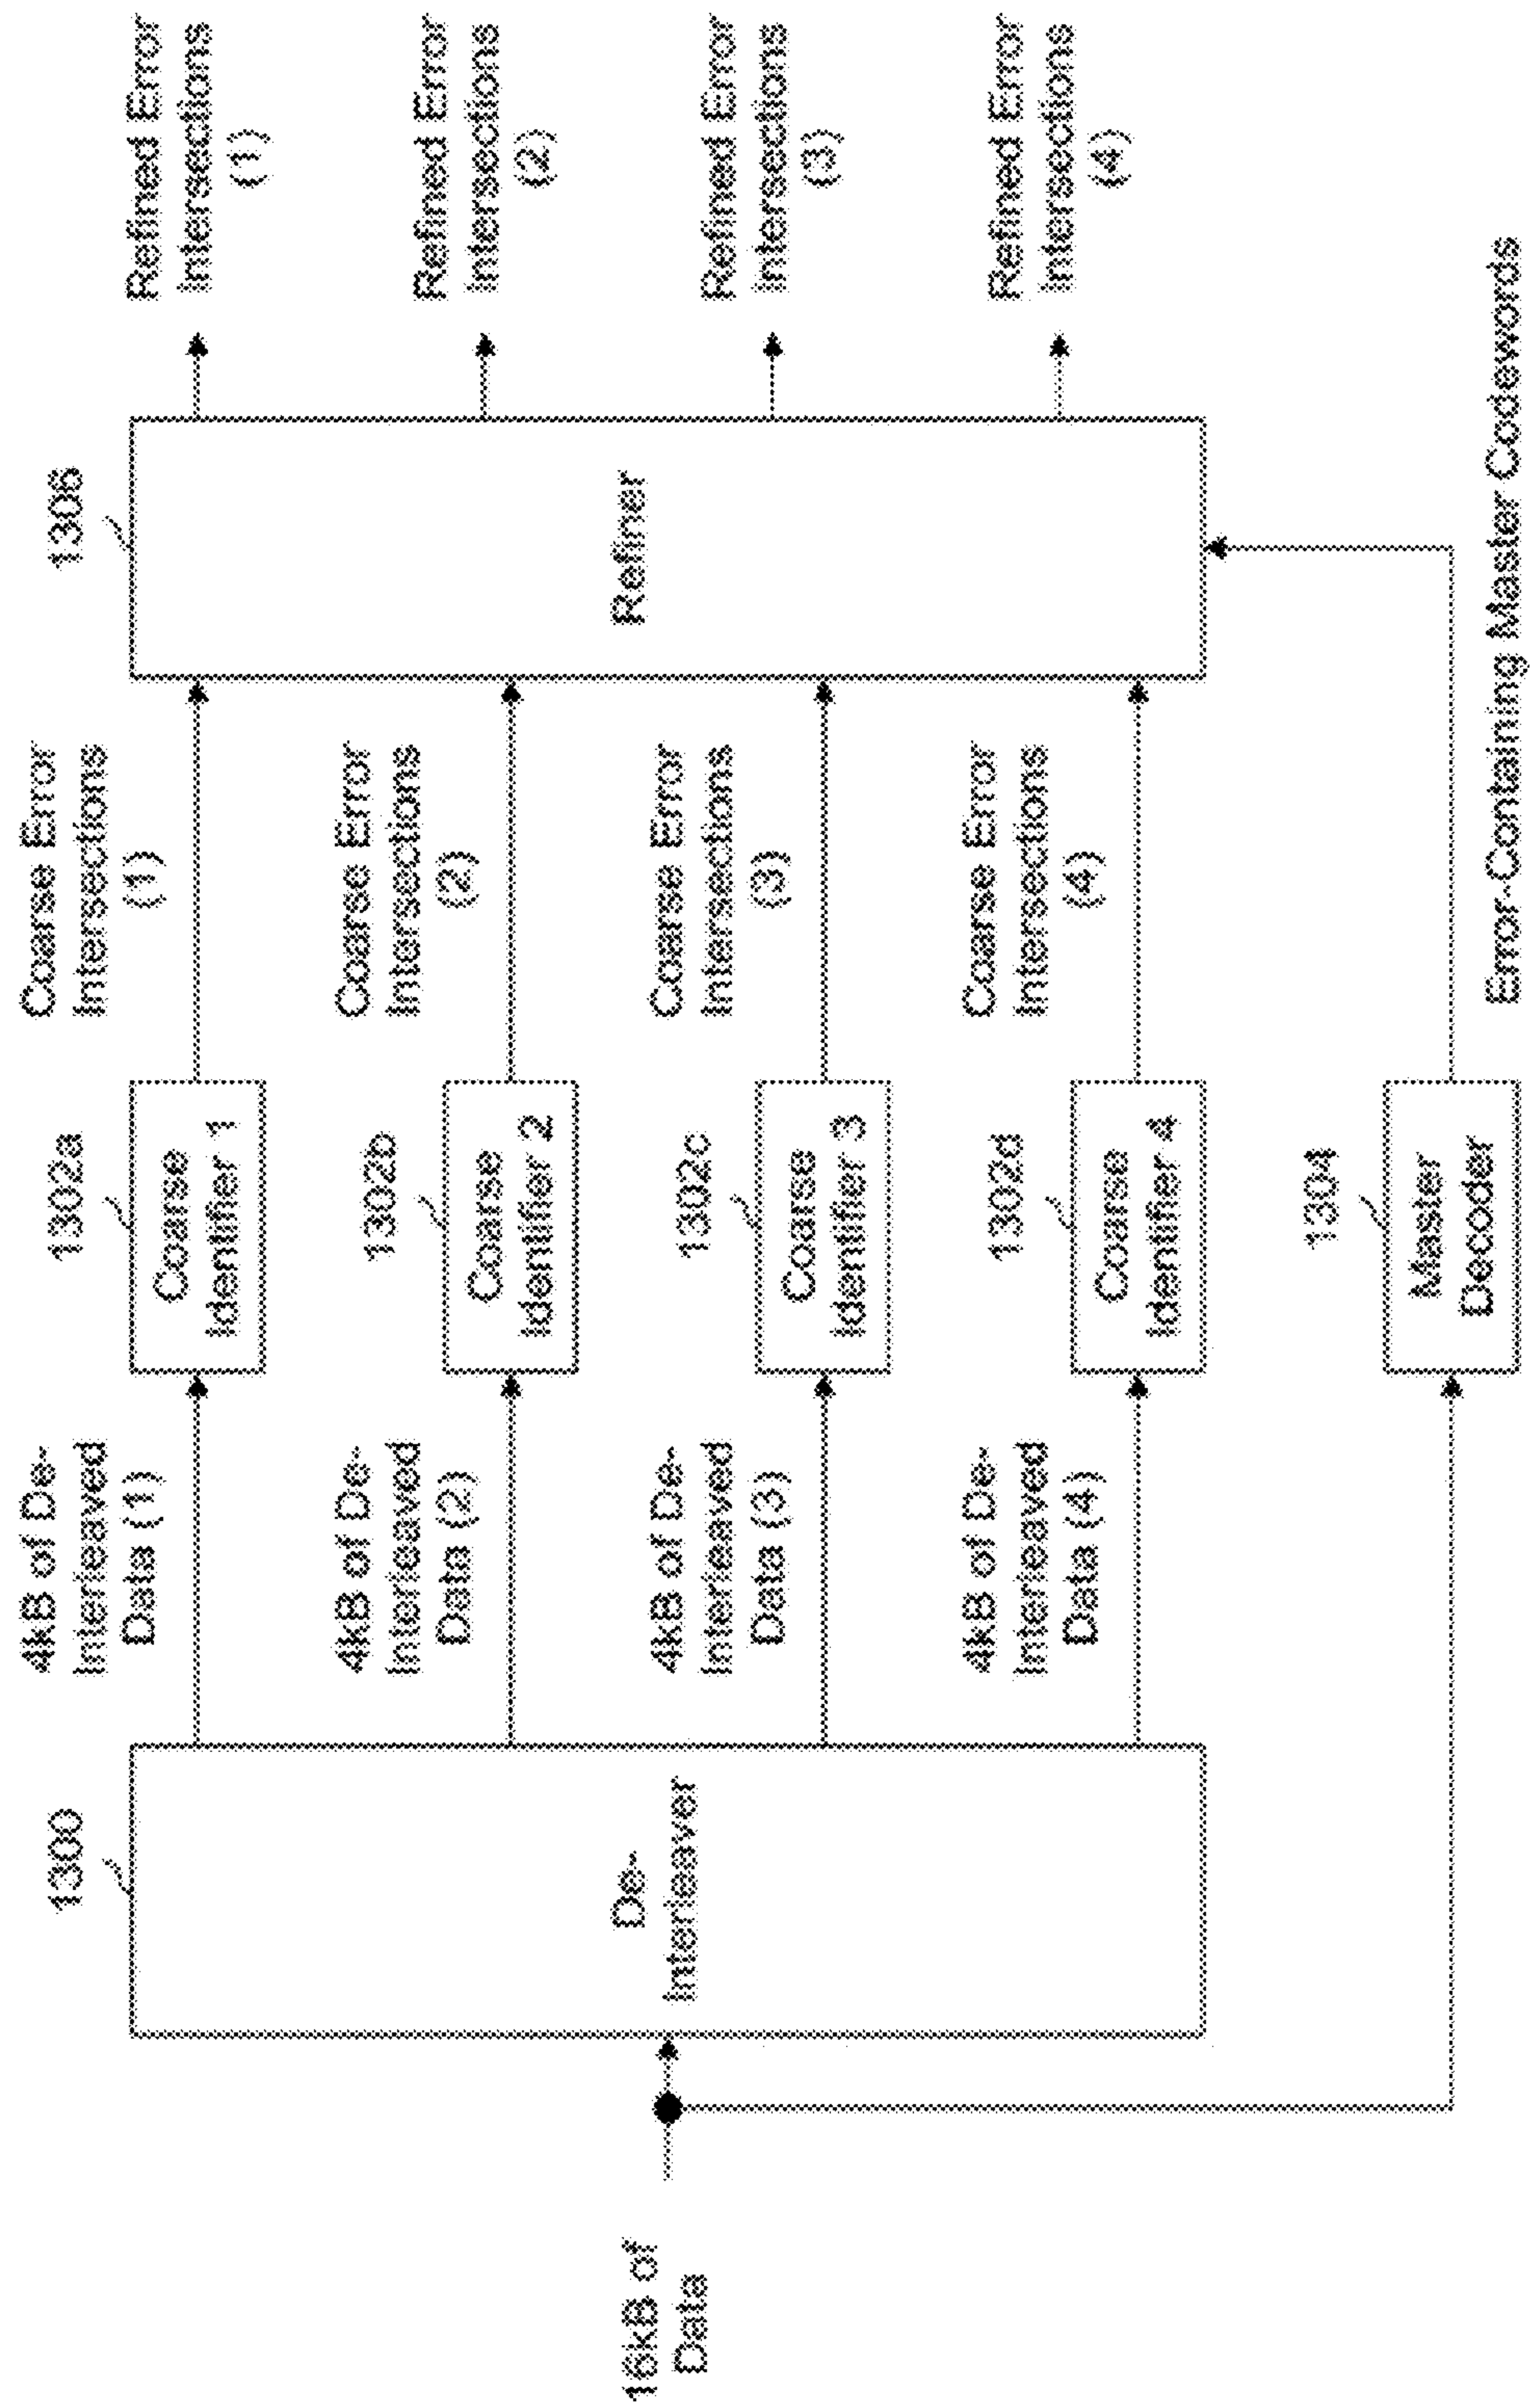 16kB of
Data
1300
De-
Interleaver
4kB of De-
Interleaved
Data (1)
4kB of De-
Interleaved
Data (2)
4kB of De-
Interleaved
Data (3)
4kB of De-
Interleaved
Data (4)
1302a
Coarse
Identifier 1
1302b
Coarse
Identifier 2
1302c
Coarse
Identifier 3
1302d
Coarse
Identifier 4
1304
Master
Decoder
Coarse Error
Intersections
(1)
Coarse Error
Intersections
(2)
Coarse Error
Intersections
(3)
Coarse Error
Intersections
(4)
Error-Containing Master Codewords
1306
Refiner
Refined Error
Intersections
(1)
Refined Error
Intersections
(2)
Refined Error
Intersections
(3)
Refined Error
Intersections
(4)